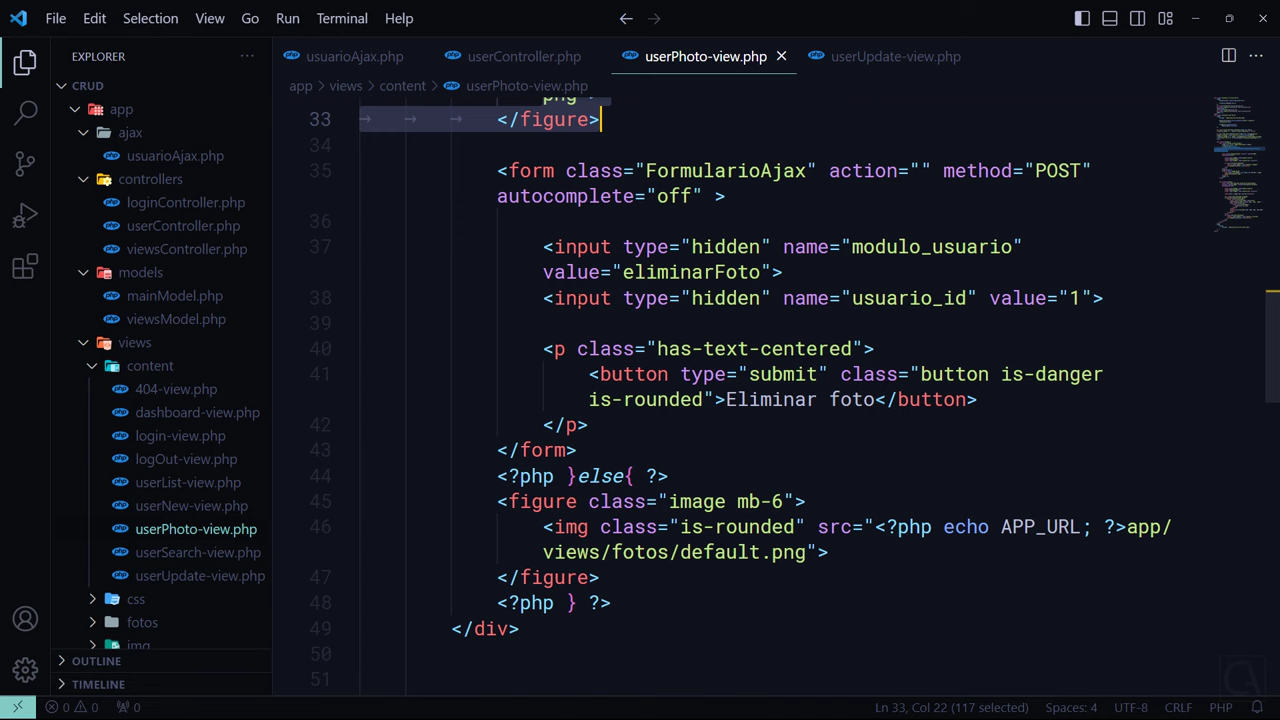 File Edit Selection View Go Run Terminal Help
EXPLORER
usuarioAjax.php
userController.php
userPhoto-view.php
userUpdate-view.php
app > views > content > userPhoto-view.php
CRUD
app
ajax
usuarioAjax.php
controllers
loginController.php
userController.php
viewsController.php
models
mainModel.php
viewsModel.php
views
content
404-view.php
dashboard-view.php
login-view.php
logOut-view.php
userList-view.php
userNew-view.php
userPhoto-view.php
userSearch-view.php
userUpdate-view.php
css
fotos
img
OUTLINE
TIMELINE
png">
33 </figure>
34
35 <form class="FormularioAjax" action="" method="POST"
autocomplete="off" >
36
37 <input type="hidden" name="modulo_usuario"
value="eliminarFoto">
38 <input type="hidden" name="usuario_id" value="1">
39
40 <p class="has-text-centered">
41 <button type="submit" class="button is-danger
is-rounded">Eliminar foto</button>
42 </p>
43 </form>
44 <?php }else{ ?>
45 <figure class="image mb-6">
46 <img class="is-rounded" src="<?php echo APP_URL; ?>app/
views/fotos/default.png">
47 </figure>
48 <?php } ?>
49 </div>
50
51
0 0 0
Ln 33, Col 22 (117 selected) Spaces: 4 UTF-8 CRLF PHP